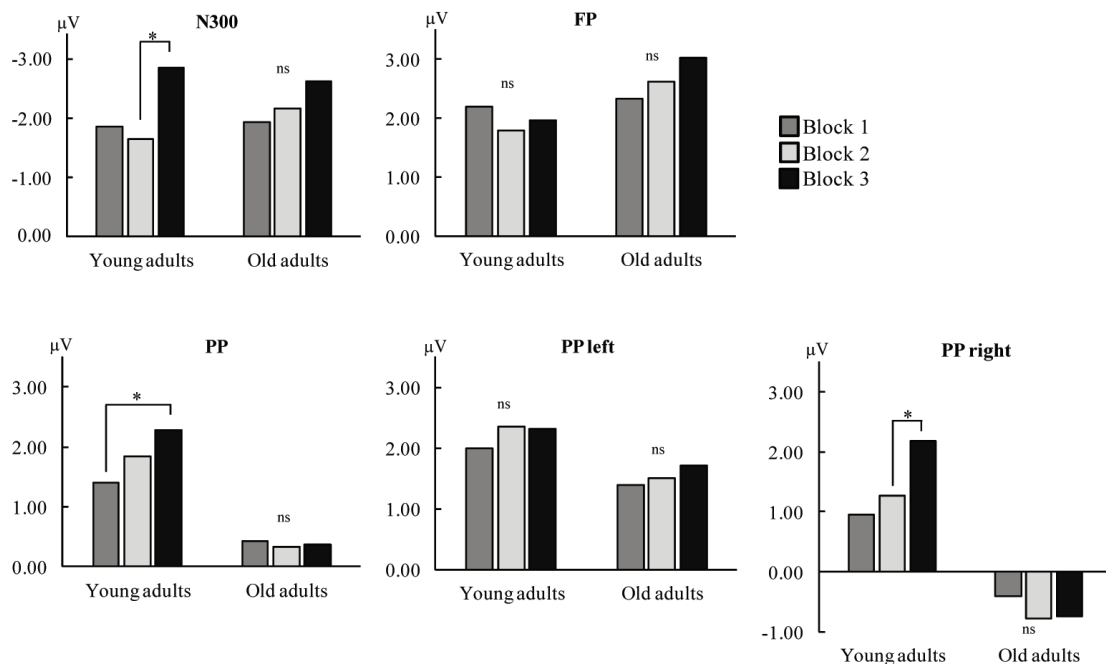 μV
N300
-3.00
-2.00
-1.00
0.00
*
ns
Young adults
Old adults
μV
FP
3.00
2.00
1.00
0.00
ns
ns
Young adults
Old adults
Block 1
Block 2
Block 3
μV
PP
3.00
2.00
1.00
0.00
*
ns
Young adults
Old adults
μV
PP left
3.00
2.00
1.00
0.00
ns
ns
Young adults
Old adults
μV
PP right
3.00
2.00
1.00
0.00
-1.00
*
ns
Young adults
Old adults